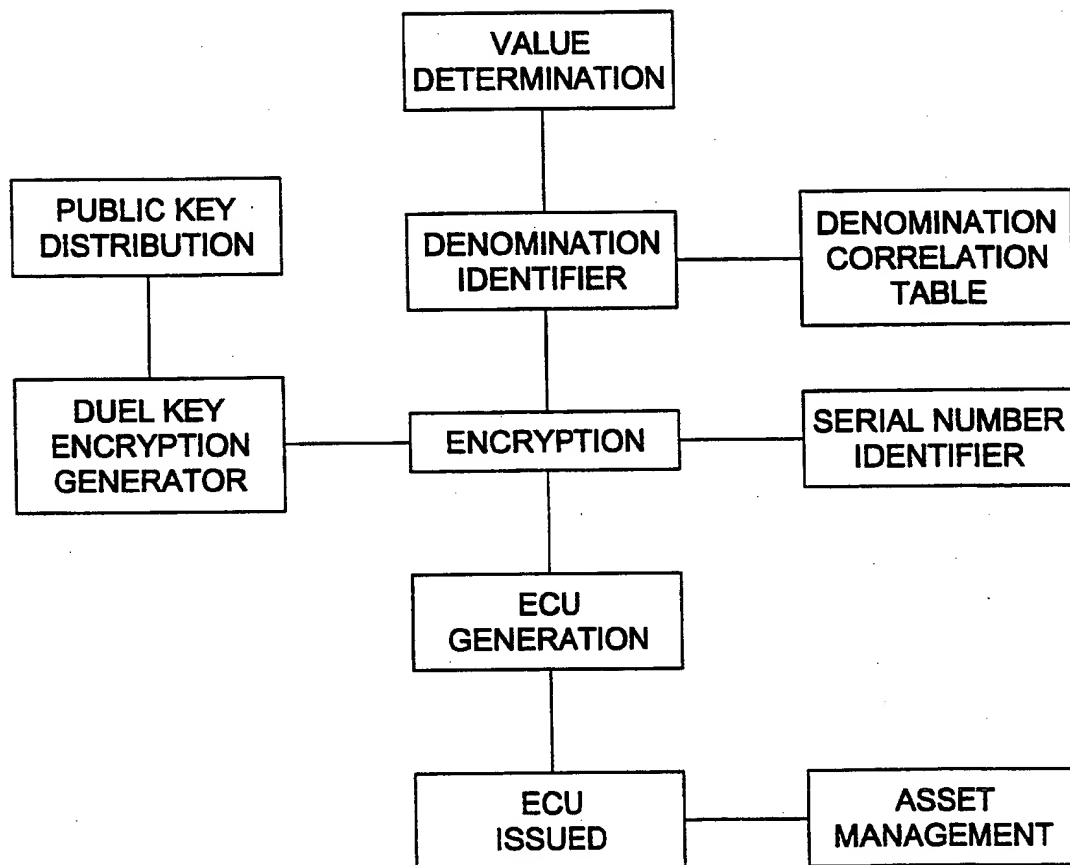 VALUE
DETERMINATION
PUBLIC KEY
DISTRIBUTION
DENOMINATION
IDENTIFIER
DENOMINATION
CORRELATION
TABLE
DUEL KEY
ENCRYPTION
GENERATOR
ENCRYPTION
SERIAL NUMBER
IDENTIFIER
ECU
GENERATION
ECU
ISSUED
ASSET
MANAGEMENT